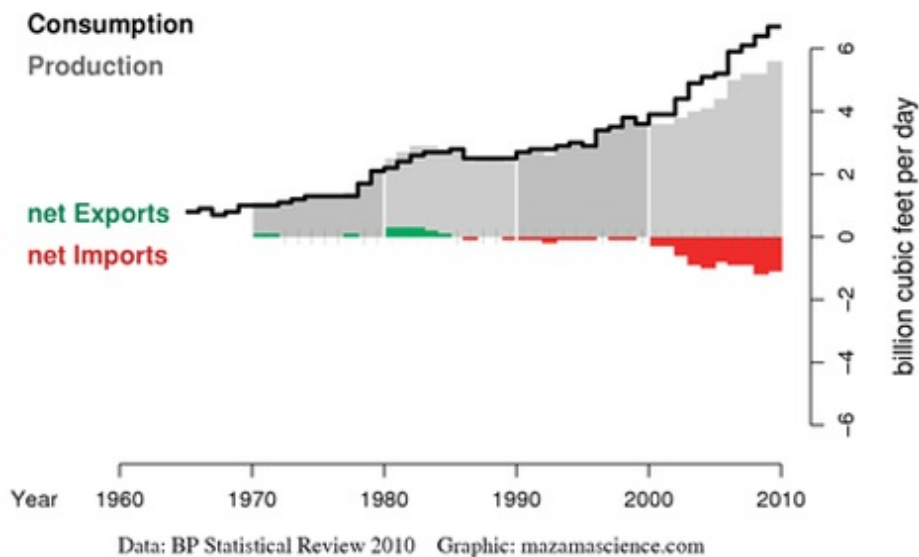 Consumption
Production
net Exports
net Imports
6
4
2
0
-2
-4
-6
billion cubic feet per day
Year 1960 1970 1980 1990 2000 2010
Data: BP Statistical Review 2010 Graphic: mazamascience.com